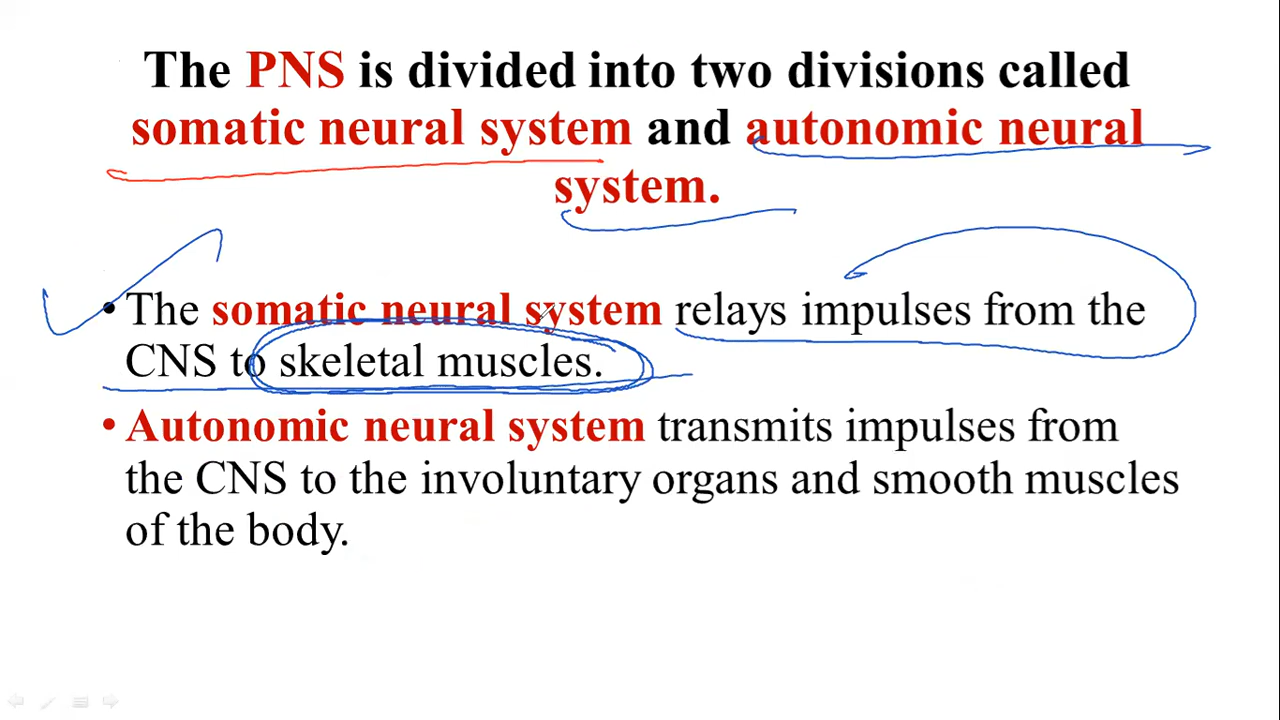 The PNS is divided into two divisions called
somatic neural system and autonomic neural
system.
• The somatic neural system relays impulses from the
CNS to skeletal muscles.
• Autonomic neural system transmits impulses from
the CNS to the involuntary organs and smooth muscles
of the body.